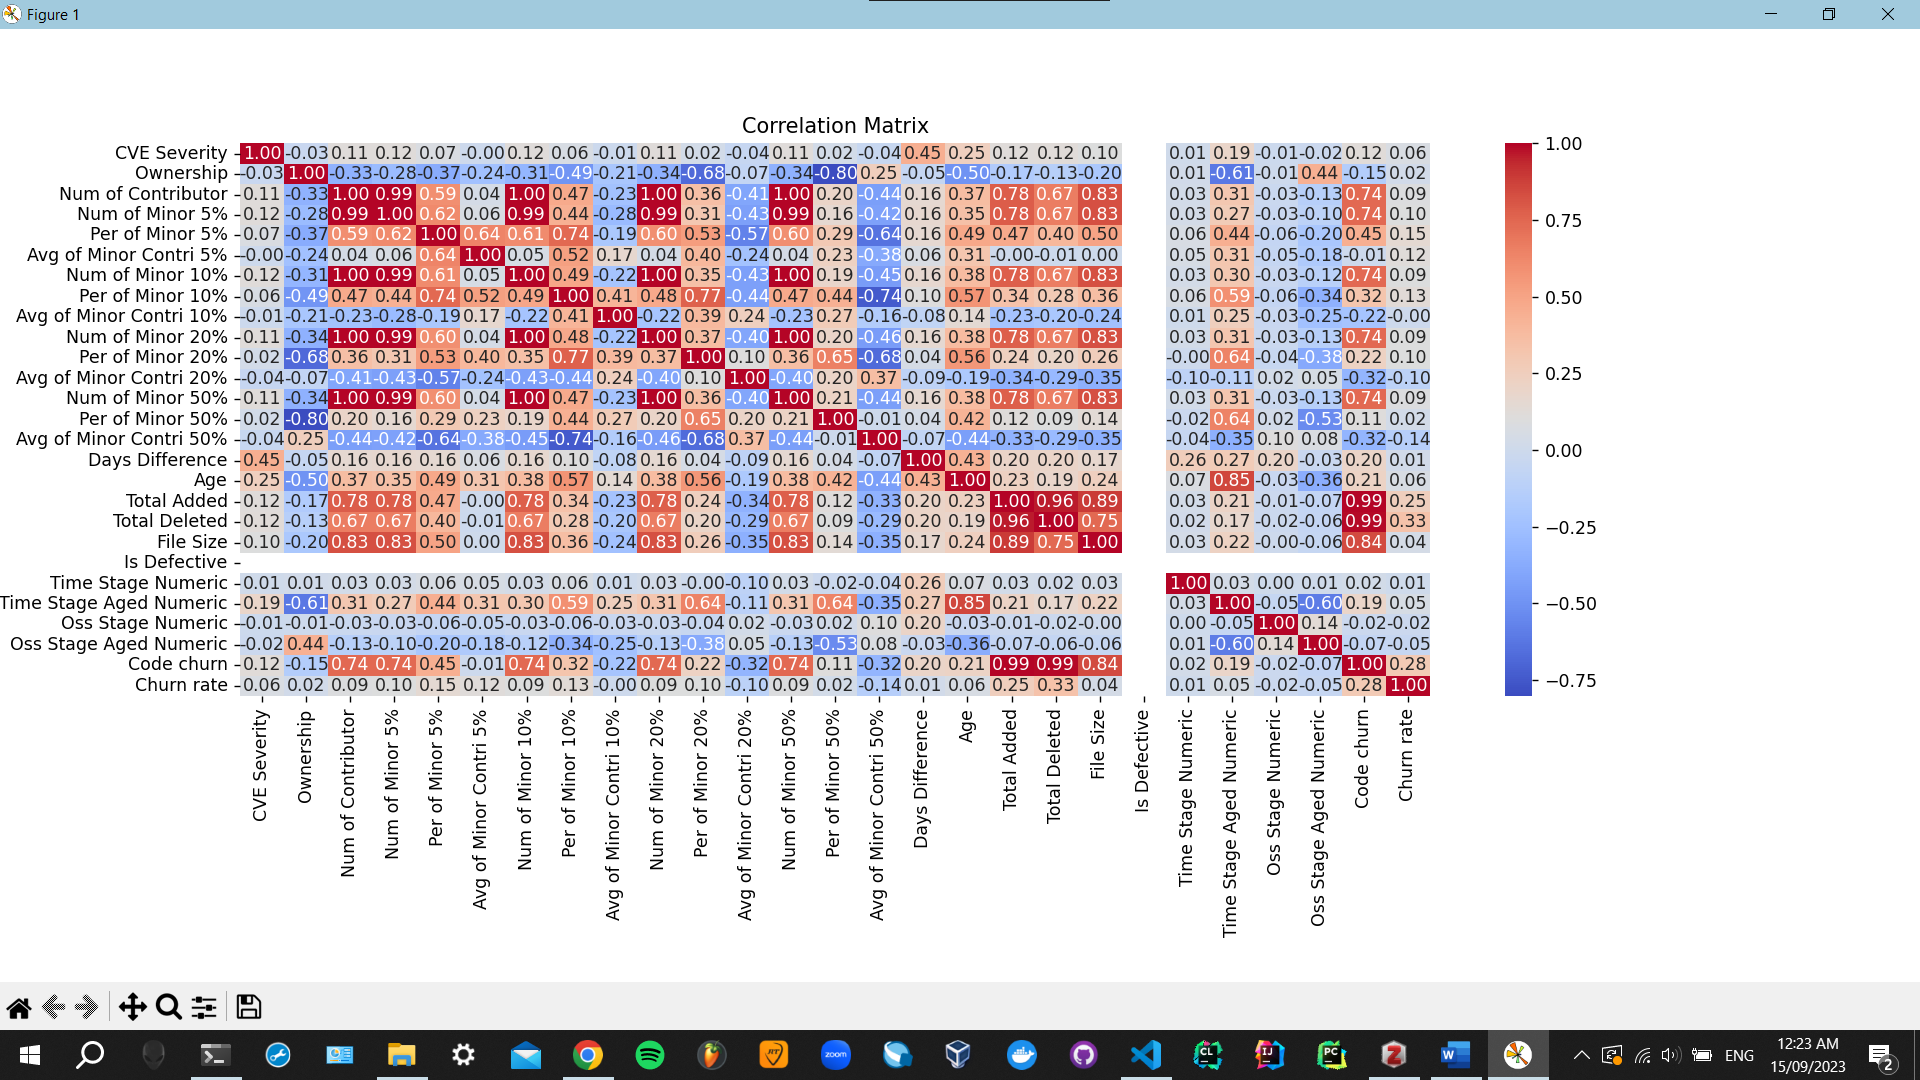 Figure 1
Correlation Matrix
CVE Severity 1.00 -0.03 0.11 0.12 0.07 -0.00 0.12 0.06 -0.01 0.11 0.02 -0.04 0.11 0.02 -0.04 0.45 0.25 0.12 0.12 0.10 0.01 0.19 -0.01 -0.02 0.12 0.06
Ownership -0.03 1.00 -0.33 -0.28 -0.37 -0.24 -0.31 -0.49 -0.21 -0.34 -0.68 -0.07 -0.34 -0.80 0.25 -0.05 -0.50 -0.17 -0.13 -0.20 0.01 -0.61 -0.01 0.44 -0.15 0.02
Num of Contributor 0.11 -0.33 1.00 0.99 0.59 0.04 1.00 0.47 -0.23 1.00 0.36 -0.41 1.00 0.20 -0.44 0.16 0.37 0.78 0.67 0.83 0.03 0.31 -0.03 -0.13 0.74 0.09
Num of Minor 5% 0.12 -0.28 0.99 1.00 0.62 0.06 0.99 0.44 -0.28 0.99 0.31 -0.43 0.99 0.16 -0.42 0.16 0.35 0.78 0.67 0.83 0.03 0.27 -0.03 -0.10 0.74 0.10
Per of Minor 5% 0.07 -0.37 0.59 0.62 1.00 0.64 0.61 0.74 -0.19 0.60 0.53 -0.57 0.60 0.29 -0.64 0.16 0.49 0.47 0.40 0.50 0.06 0.44 -0.06 -0.20 0.45 0.15
Avg of Minor Contri 5% -0.00 -0.24 0.04 0.06 0.64 1.00 0.05 0.52 0.17 0.04 0.40 -0.24 0.04 0.23 -0.38 0.06 0.31 -0.00 -0.01 0.00 0.05 0.31 -0.05 -0.18 -0.01 0.12
Num of Minor 10% 0.12 -0.31 1.00 0.99 0.61 0.05 1.00 0.49 -0.22 1.00 0.35 -0.43 1.00 0.19 -0.45 0.16 0.38 0.78 0.67 0.83 0.03 0.30 -0.03 -0.12 0.74 0.09
Per of Minor 10% 0.06 -0.49 0.47 0.44 0.74 0.52 0.49 1.00 0.41 0.48 0.77 -0.44 0.47 0.44 -0.74 0.10 0.57 0.34 0.28 0.36 0.06 0.59 -0.06 -0.34 0.32 0.13
Avg of Minor Contri 10% -0.01 -0.21 -0.23 -0.28 -0.19 0.17 -0.22 0.41 1.00 -0.22 0.39 0.24 -0.23 0.27 -0.16 -0.08 0.14 -0.23 -0.20 -0.24 0.01 0.25 -0.03 -0.25 -0.22 -0.00
Num of Minor 20% 0.11 -0.34 1.00 0.99 0.60 0.04 1.00 0.48 -0.22 1.00 0.37 -0.40 1.00 0.20 -0.46 0.16 0.38 0.78 0.67 0.83 0.03 0.31 -0.03 -0.13 0.74 0.09
Per of Minor 20% 0.02 -0.68 0.36 0.31 0.53 0.40 0.35 0.77 0.39 0.37 1.00 0.10 0.36 0.65 -0.68 0.04 0.56 0.24 0.20 0.26 -0.00 0.64 -0.04 -0.38 0.22 0.10
Avg of Minor Contri 20% -0.04 -0.07 -0.41 -0.43 -0.57 -0.24 -0.43 -0.44 0.24 -0.40 0.10 1.00 -0.40 0.20 0.37 -0.09 -0.19 -0.34 -0.29 -0.35 -0.10 -0.11 0.02 0.05 -0.32 -0.10
Num of Minor 50% 0.11 -0.34 1.00 0.99 0.60 0.04 1.00 0.47 -0.23 1.00 0.36 -0.40 1.00 0.21 -0.44 0.16 0.38 0.78 0.67 0.83 0.03 0.31 -0.03 -0.13 0.74 0.09
Per of Minor 50% 0.02 -0.80 0.20 0.16 0.29 0.23 0.19 0.44 0.27 0.20 0.65 0.20 0.21 1.00 -0.01 -0.04 0.42 0.12 0.09 0.14 -0.02 0.64 0.02 -0.53 0.11 0.02
Avg of Minor Contri 50% -0.04 0.25 -0.44 -0.42 -0.64 -0.38 -0.45 -0.74 -0.16 -0.46 -0.68 0.37 -0.44 -0.01 1.00 -0.07 -0.44 -0.33 -0.29 -0.35 -0.04 -0.35 0.10 0.08 -0.32 -0.14
Days Difference 0.45 -0.05 0.16 0.16 0.16 0.06 0.16 0.10 -0.08 0.16 0.04 -0.09 0.16 -0.04 -0.07 1.00 0.43 0.20 0.20 0.17 0.26 0.27 0.20 -0.03 0.20 0.01
Age 0.25 -0.50 0.37 0.35 0.49 0.31 0.38 0.57 0.14 0.38 0.56 -0.19 0.38 0.42 -0.44 0.43 1.00 0.23 0.19 0.24 0.07 0.85 -0.03 -0.36 0.21 0.06
Total Added 0.12 -0.17 0.78 0.78 0.47 -0.00 0.78 0.34 -0.23 0.78 0.24 -0.34 0.78 0.12 -0.33 0.20 0.23 1.00 0.96 0.89 0.03 0.21 -0.01 -0.07 0.99 0.25
Total Deleted 0.12 -0.13 0.67 0.67 0.40 -0.01 0.67 0.28 -0.20 0.67 0.20 -0.29 0.67 0.09 -0.29 0.20 0.19 0.96 1.00 0.75 0.02 0.17 -0.02 -0.06 0.99 0.33
File Size 0.10 -0.20 0.83 0.83 0.50 0.00 0.83 0.36 -0.24 0.83 0.26 -0.35 0.83 0.14 -0.35 0.17 0.24 0.89 0.75 1.00 0.03 0.22 -0.00 -0.06 0.84 0.04
Is Defective
Time Stage Numeric 0.01 0.01 0.03 0.03 0.06 0.05 0.03 0.06 0.01 0.03 -0.00 -0.10 0.03 -0.02 -0.04 0.26 0.07 0.03 0.02 0.03 1.00 0.03 0.00 0.01 0.02 0.01
Time Stage Aged Numeric 0.19 -0.61 0.31 0.27 0.44 0.31 0.30 0.59 0.25 0.31 0.64 -0.11 0.31 0.64 -0.35 0.27 0.85 0.21 0.17 0.22 0.03 1.00 -0.05 -0.60 0.19 0.05
Oss Stage Numeric -0.01 -0.01 -0.03 -0.03 -0.06 -0.05 -0.03 -0.06 -0.03 -0.03 -0.04 0.02 -0.03 0.02 0.10 0.20 -0.03 -0.01 -0.02 -0.00 0.00 -0.05 1.00 0.14 -0.02 -0.02
Oss Stage Aged Numeric -0.02 0.44 -0.13 -0.10 -0.20 -0.18 -0.12 -0.34 -0.25 -0.13 -0.38 0.05 -0.13 -0.53 0.08 -0.03 -0.36 -0.07 -0.06 -0.06 0.01 -0.60 0.14 1.00 -0.07 -0.05
Code churn 0.12 -0.15 0.74 0.74 0.45 -0.01 0.74 0.32 -0.22 0.74 0.22 -0.32 0.74 0.11 -0.32 0.20 0.21 0.99 0.99 0.84 0.02 0.19 -0.02 -0.07 1.00 0.28
Churn rate 0.06 0.02 0.09 0.10 0.15 0.12 0.09 0.13 -0.00 0.09 0.10 -0.10 0.09 0.02 -0.14 0.01 0.06 0.25 0.33 0.04 0.01 0.05 -0.02 -0.05 0.28 1.00
CVE Severity
Ownership
Num of Contributor
Num of Minor 5%
Per of Minor 5%
Avg of Minor Contri 5%
Num of Minor 10%
Per of Minor 10%
Avg of Minor Contri 10%
Num of Minor 20%
Per of Minor 20%
Avg of Minor Contri 20%
Num of Minor 50%
Per of Minor 50%
Avg of Minor Contri 50%
Days Difference
Age
Total Added
Total Deleted
File Size
Is Defective
Time Stage Numeric
Time Stage Aged Numeric
Oss Stage Numeric
Oss Stage Aged Numeric
Code churn
Churn rate
1.00
0.75
0.50
0.25
0.00
−0.25
−0.50
−0.75
zoom
CL
IJ
PC
Z
W
ENG
12:23 AM
15/09/2023
2